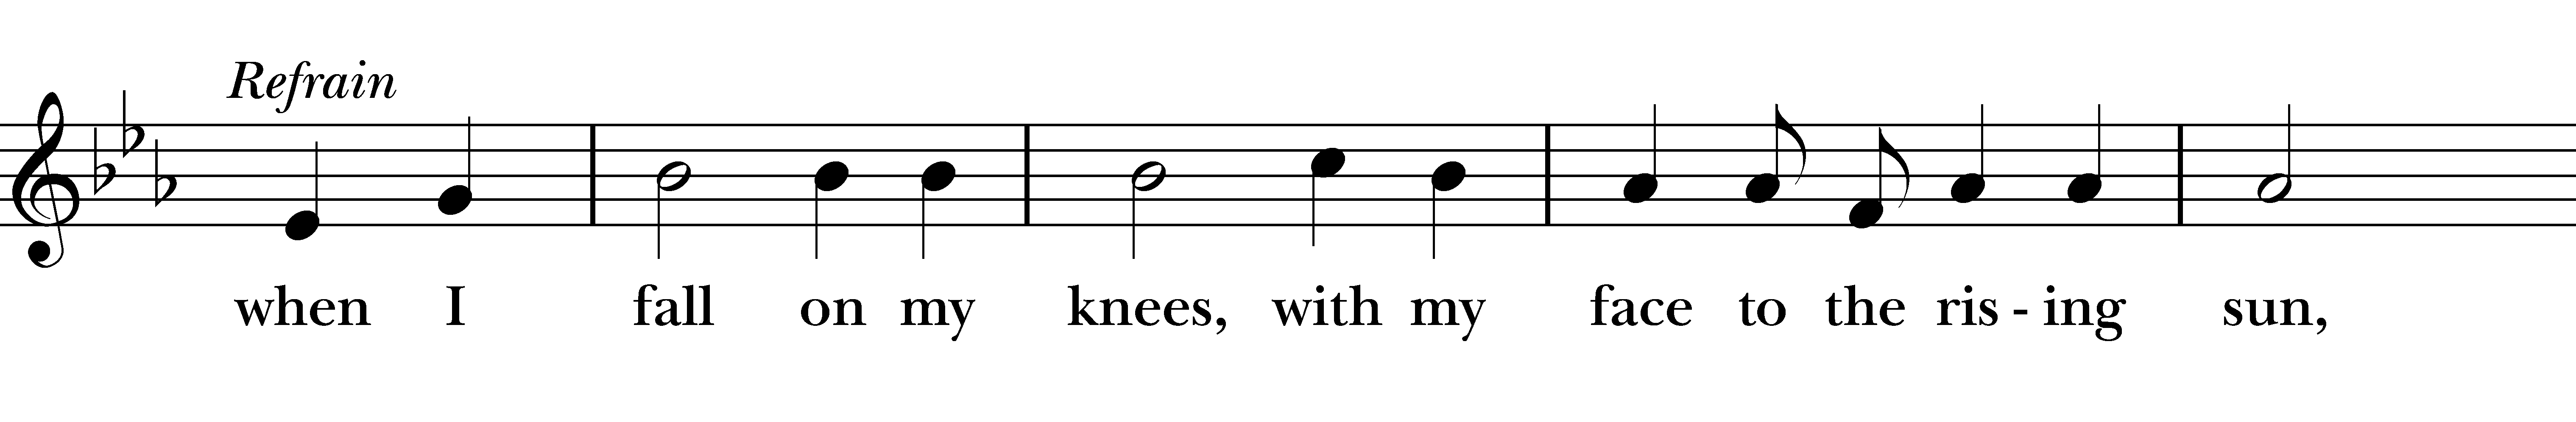 Refrain
when I fall on my knees, with my face to the ris - ing sun,